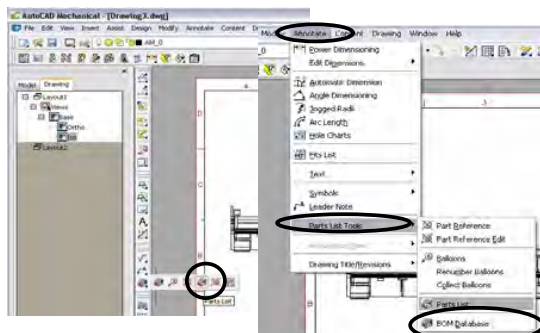 AutoCAD Mechanical - [Drawing3.dwg]
File Edit View Insert Assist Design Modify Annotate Content
AM_0
Model Drawing
Layout1
Views
Base
Ortho
Iso
Layout2
D
C
B
Parts List
Annotate Content Drawing Window Help
Power Dimensioning
Edit Dimensions
Automatic Dimension
Angle Dimensioning
Jogged Radii
Arc Length
Hole Charts
Fits List
Text
Symbols
Leader Note
Parts List Tools
Drawing Title/Revisions
Part Reference
Part Reference Edit
Balloons
Renumber Balloons
Collect Balloons
Parts List
BOM Database